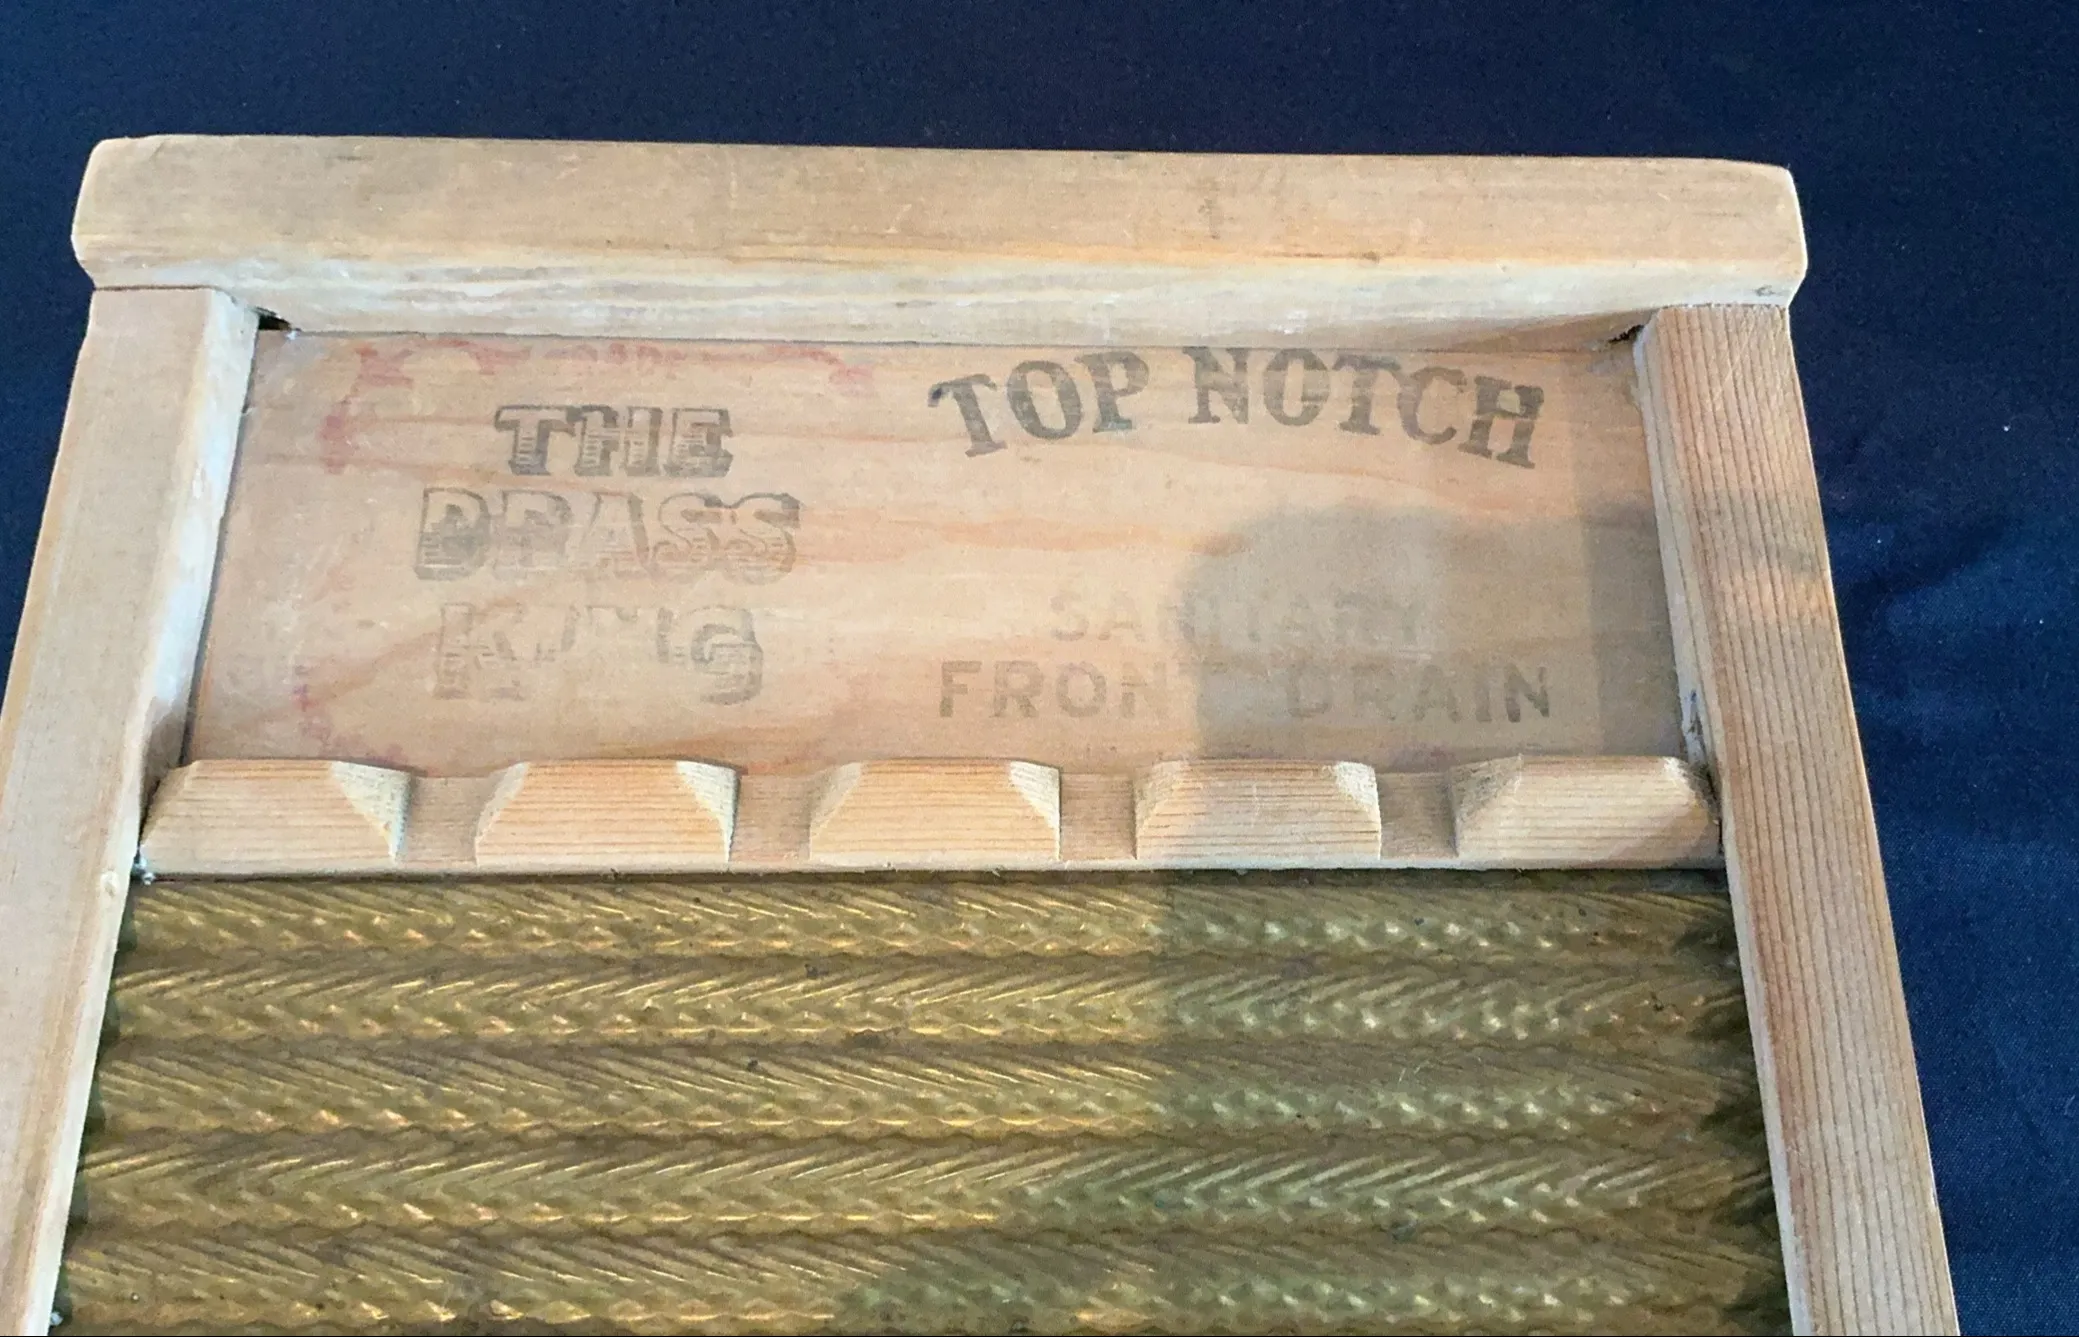 THE
BRASS
KING
TOP NOTCH
SANITARY
FRONT DRAIN